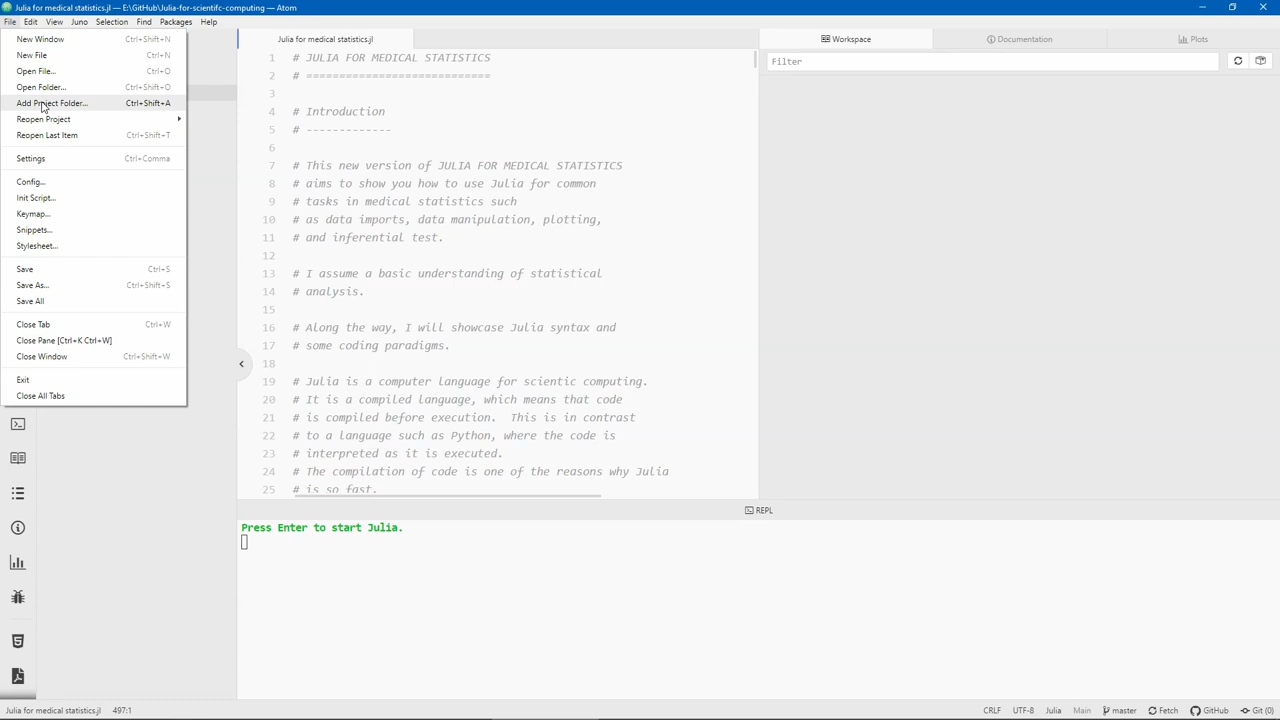 Julia for medical statistics.jl — E:\GitHub\Julia-for-scientifc-computing — Atom
File Edit View Juno Selection Find Packages Help
New Window Ctrl+Shift+N
New File Ctrl+N
Open File... Ctrl+O
Open Folder... Ctrl+Shift+O
Add Project Folder... Ctrl+Shift+A
Reopen Project
Reopen Last Item Ctrl+Shift+T
Settings Ctrl+Comma
Config...
Init Script...
Keymap...
Snippets...
Stylesheet...
Save Ctrl+S
Save As... Ctrl+Shift+S
Save All
Close Tab Ctrl+W
Close Pane [Ctrl+K Ctrl+W]
Close Window Ctrl+Shift+W
Exit
Close All Tabs
Julia for medical statistics.jl
1 # JULIA FOR MEDICAL STATISTICS
2 # ===========================
3
4 # Introduction
5 # -------------
6
7 # This new version of JULIA FOR MEDICAL STATISTICS
8 # aims to show you how to use Julia for common
9 # tasks in medical statistics such
10 # as data imports, data manipulation, plotting,
11 # and inferential test.
12
13 # I assume a basic understanding of statistical
14 # analysis.
15
16 # Along the way, I will showcase Julia syntax and
17 # some coding paradigms.
18
19 # Julia is a computer language for scientic computing.
20 # It is a compiled language, which means that code
21 # is compiled before execution.  This is in contrast
22 # to a language such as Python, where the code is
23 # interpreted as it is executed.
24 # The compilation of code is one of the reasons why Julia
25 # is so fast.
Workspace Documentation Plots
Filter
REPL
Press Enter to start Julia.
Julia for medical statistics.jl 497:1 CRLF UTF-8 Julia Main master Fetch GitHub Git (0)